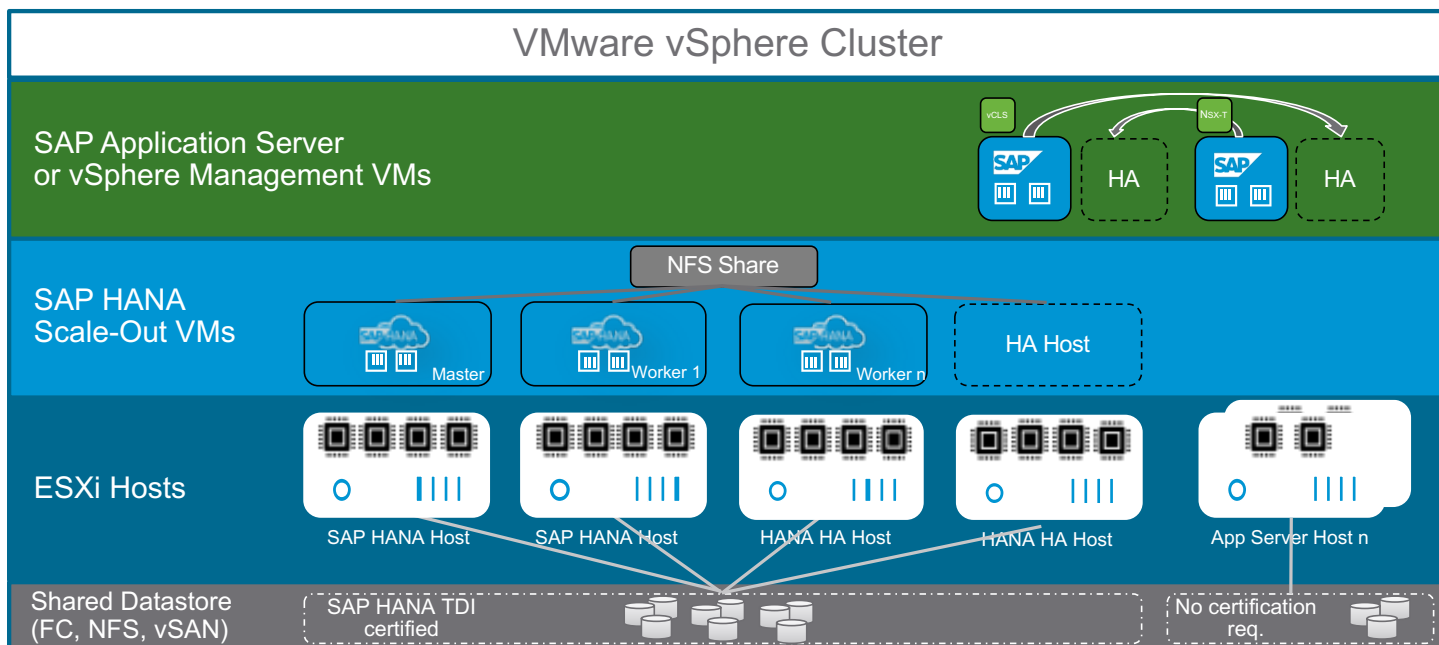 VMware vSphere Cluster
SAP Application Server
or vSphere Management VMs
vCLS
NSX-T
SAP
HA
SAP
HA
NFS Share
SAP HANA
Scale-Out VMs
SAP HANA
Master
SAP HANA
Worker 1
SAP HANA
Worker n
HA Host
ESXi Hosts
SAP HANA Host
SAP HANA Host
HANA HA Host
HANA HA Host
App Server Host n
Shared Datastore
(FC, NFS, vSAN)
SAP HANA TDI
certified
No certification
req.